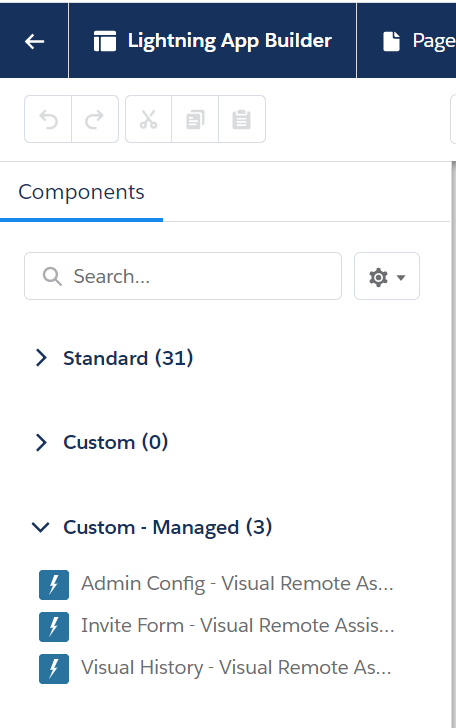 Lightning App Builder
Page
Components
Search...
Standard (31)
Custom (0)
Custom - Managed (3)
Admin Config - Visual Remote As...
Invite Form - Visual Remote Assis...
Visual History - Visual Remote As...